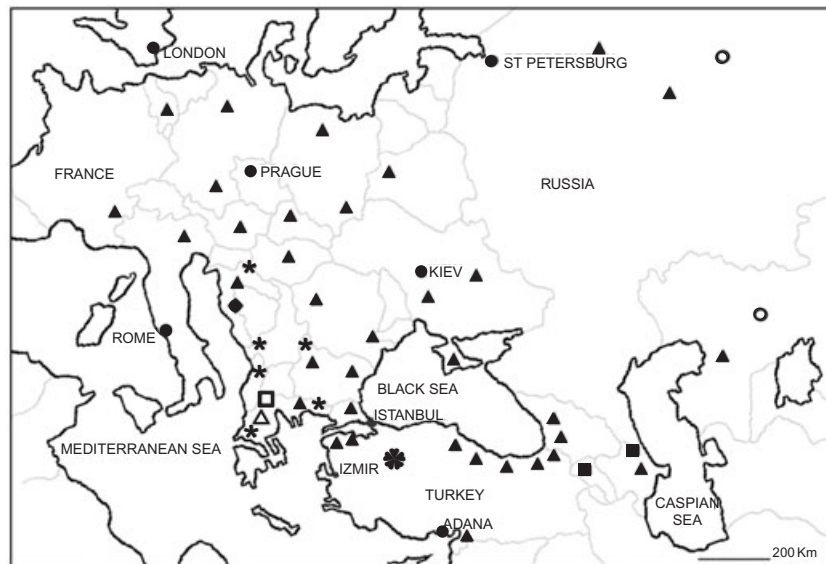 LONDON
ST PETERSBURG
FRANCE
PRAGUE
RUSSIA
KIEV
ROME
BLACK SEA
ISTANBUL
MEDITERRANEAN SEA
IZMIR
TURKEY
CASPIAN
SEA
ADANA
200 Km